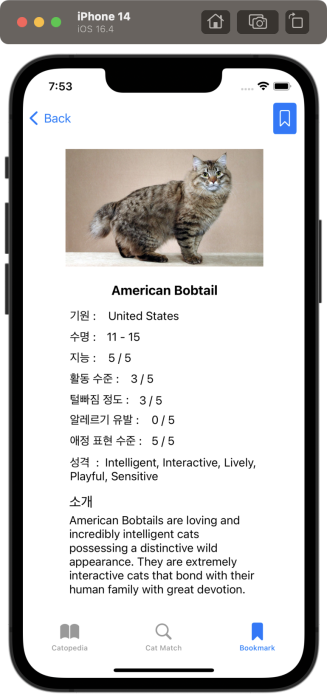 iPhone 14
iOS 16.4
7:53
Back
American Bobtail
기원 : United States
수명 : 11 - 15
지능 : 5 / 5
활동 수준 : 3 / 5
털빠짐 정도 : 3 / 5
알레르기 유발 : 0 / 5
애정 표현 수준 : 5 / 5
성격 : Intelligent, Interactive, Lively,
Playful, Sensitive
소개
American Bobtails are loving and
incredibly intelligent cats
possessing a distinctive wild
appearance. They are extremely
interactive cats that bond with their
human family with great devotion.
Catopedia
Cat Match
Bookmark